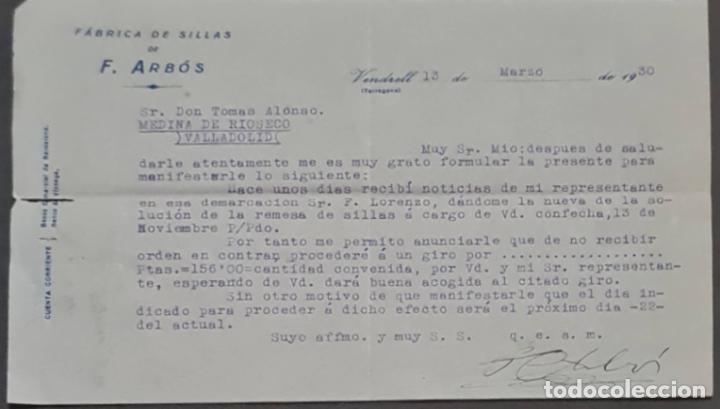 FÁBRICA DE SILLAS
DE
F. ARBÓS
Vendrell 13 de Marzo de 1930
(Tarragona)
Sr. Don Tomas Alonso.
MEDINA DE RIOSECO
)VALLADOLID(
Muy Sr. Mio:despues de salu-
darle atentamente me es muy grato formular la presente para
manifestarle lo siguiente:
Hace unos dias recibí noticias de mi representante
en esa demarcacion Sr. F. Lorenzo, dándome la nueva de la so-
lución de la remesa de sillas á cargo de Vd. confecha,13 de
Noviembre P/Pdo.
Por tanto me permito anunciarle que de no recibir
orden en contra, procederé á un giro por ..................
Ptas.=156'00=cantidad convenida, por Vd. y mi Sr. representan-
te, esperando de Vd. dará buena acogida al citado giro.
Sin otro motivo de que manifestarle que el dia in-
dicado para proceder á dicho efecto será el próximo dia -22-
del actual.
Suyo affmo. y muy S. S. q. e. a. m.
CUENTA CORRIENTE
Banco Comercial de Barcelona.
todocoleccion.net